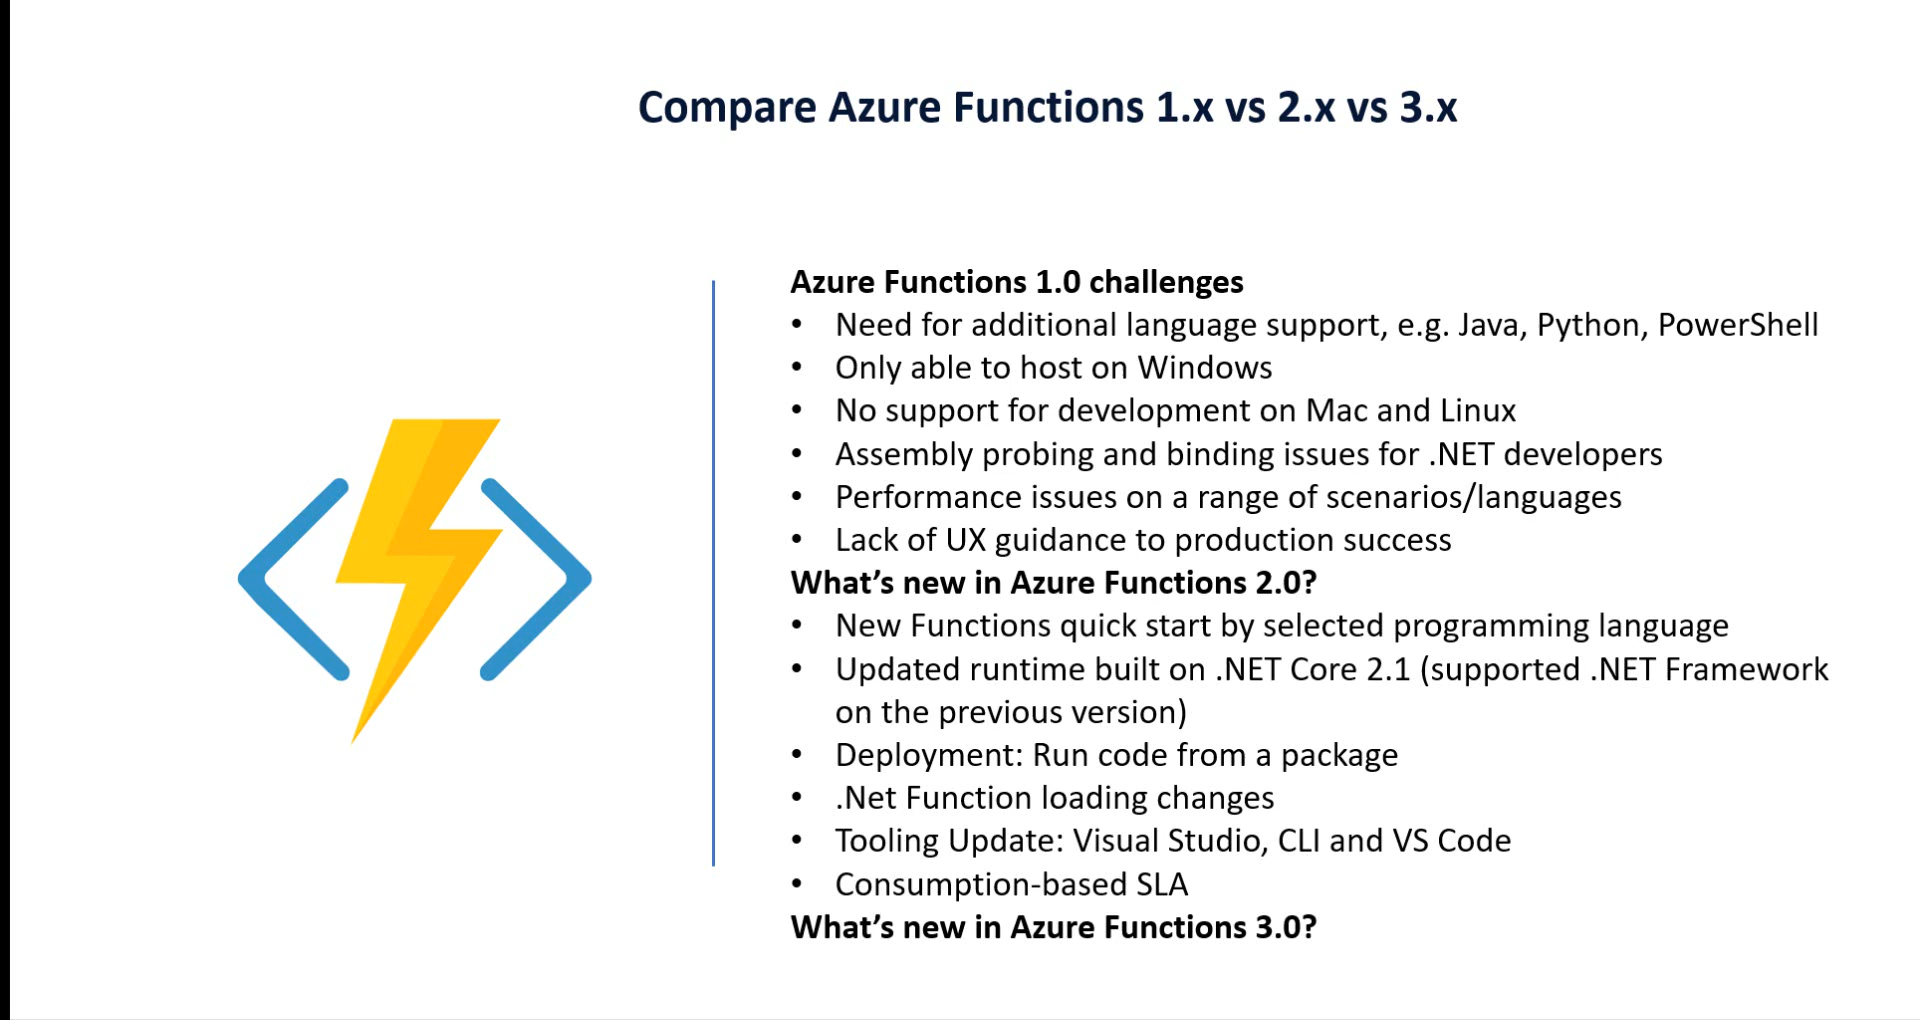 Compare Azure Functions 1.x vs 2.x vs 3.x
Azure Functions 1.0 challenges
• Need for additional language support, e.g. Java, Python, PowerShell
• Only able to host on Windows
• No support for development on Mac and Linux
• Assembly probing and binding issues for .NET developers
• Performance issues on a range of scenarios/languages
• Lack of UX guidance to production success
What's new in Azure Functions 2.0?
• New Functions quick start by selected programming language
• Updated runtime built on .NET Core 2.1 (supported .NET Framework
on the previous version)
• Deployment: Run code from a package
• .Net Function loading changes
• Tooling Update: Visual Studio, CLI and VS Code
• Consumption-based SLA
What's new in Azure Functions 3.0?